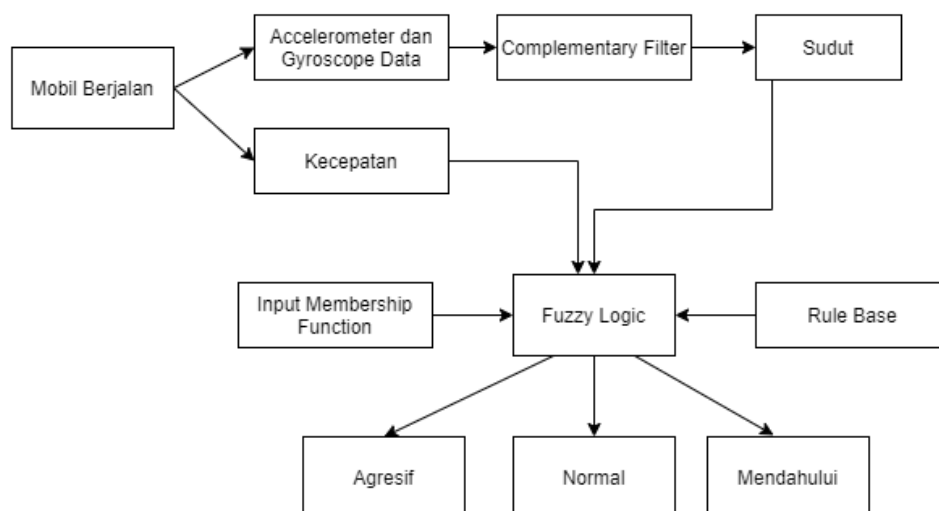 Accelerometer dan
Gyroscope Data
Complementary Filter
Sudut
Mobil Berjalan
Kecepatan
Input Membership
Function
Fuzzy Logic
Rule Base
Agresif
Normal
Mendahului